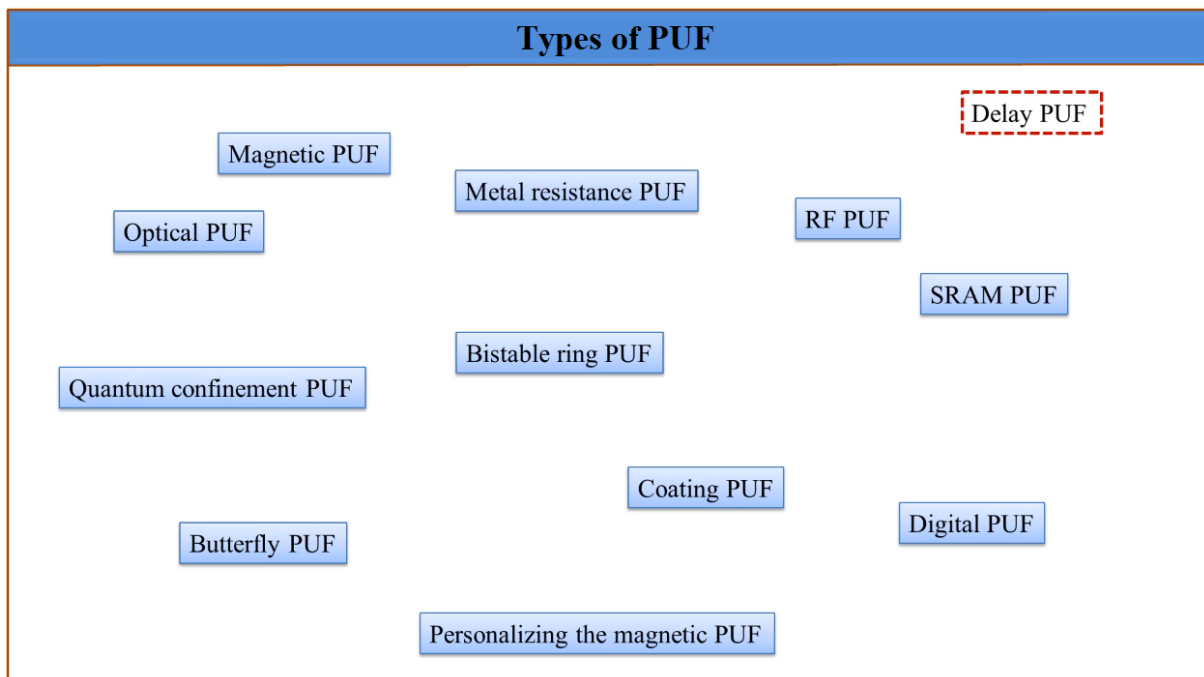 Types of PUF
Delay PUF
Magnetic PUF
Metal resistance PUF
RF PUF
Optical PUF
SRAM PUF
Bistable ring PUF
Quantum confinement PUF
Coating PUF
Digital PUF
Butterfly PUF
Personalizing the magnetic PUF